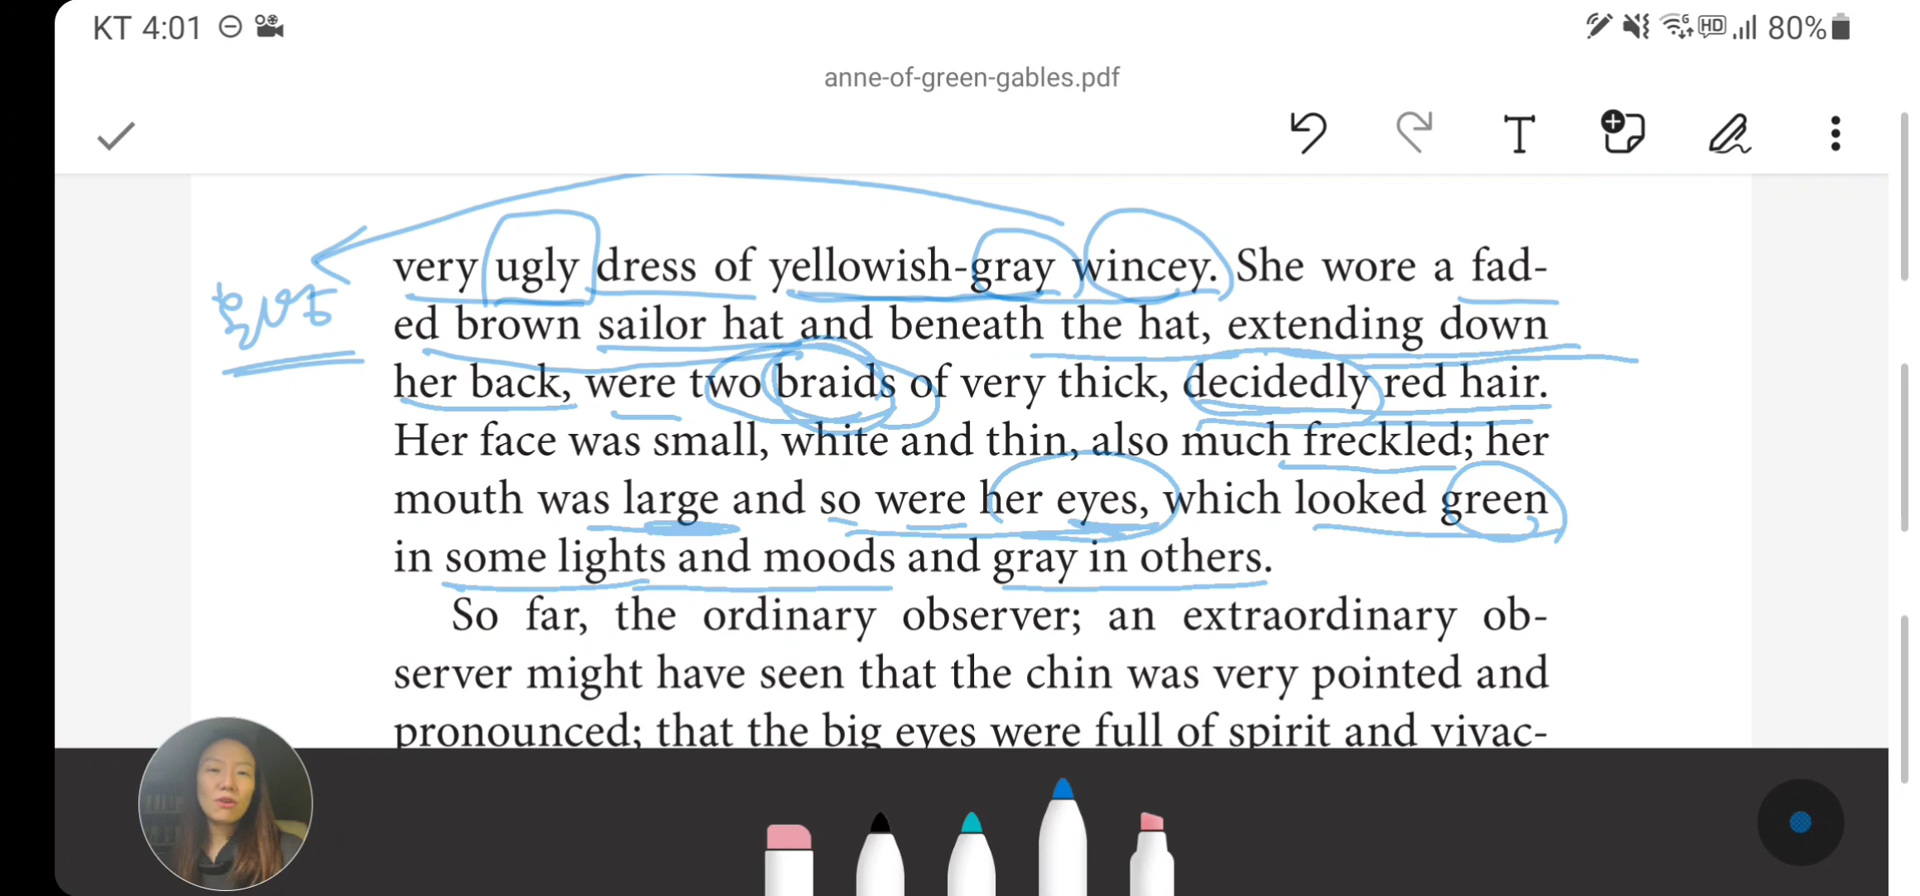 KT 4:01 HD 80%
anne-of-green-gables.pdf
T
very ugly dress of yellowish-gray wincey. She wore a fad-
ed brown sailor hat and beneath the hat, extending down
her back, were two braids of very thick, decidedly red hair.
Her face was small, white and thin, also much freckled; her
mouth was large and so were her eyes, which looked green
in some lights and moods and gray in others.
So far, the ordinary observer; an extraordinary ob-
server might have seen that the chin was very pointed and
pronounced; that the big eyes were full of spirit and vivac-